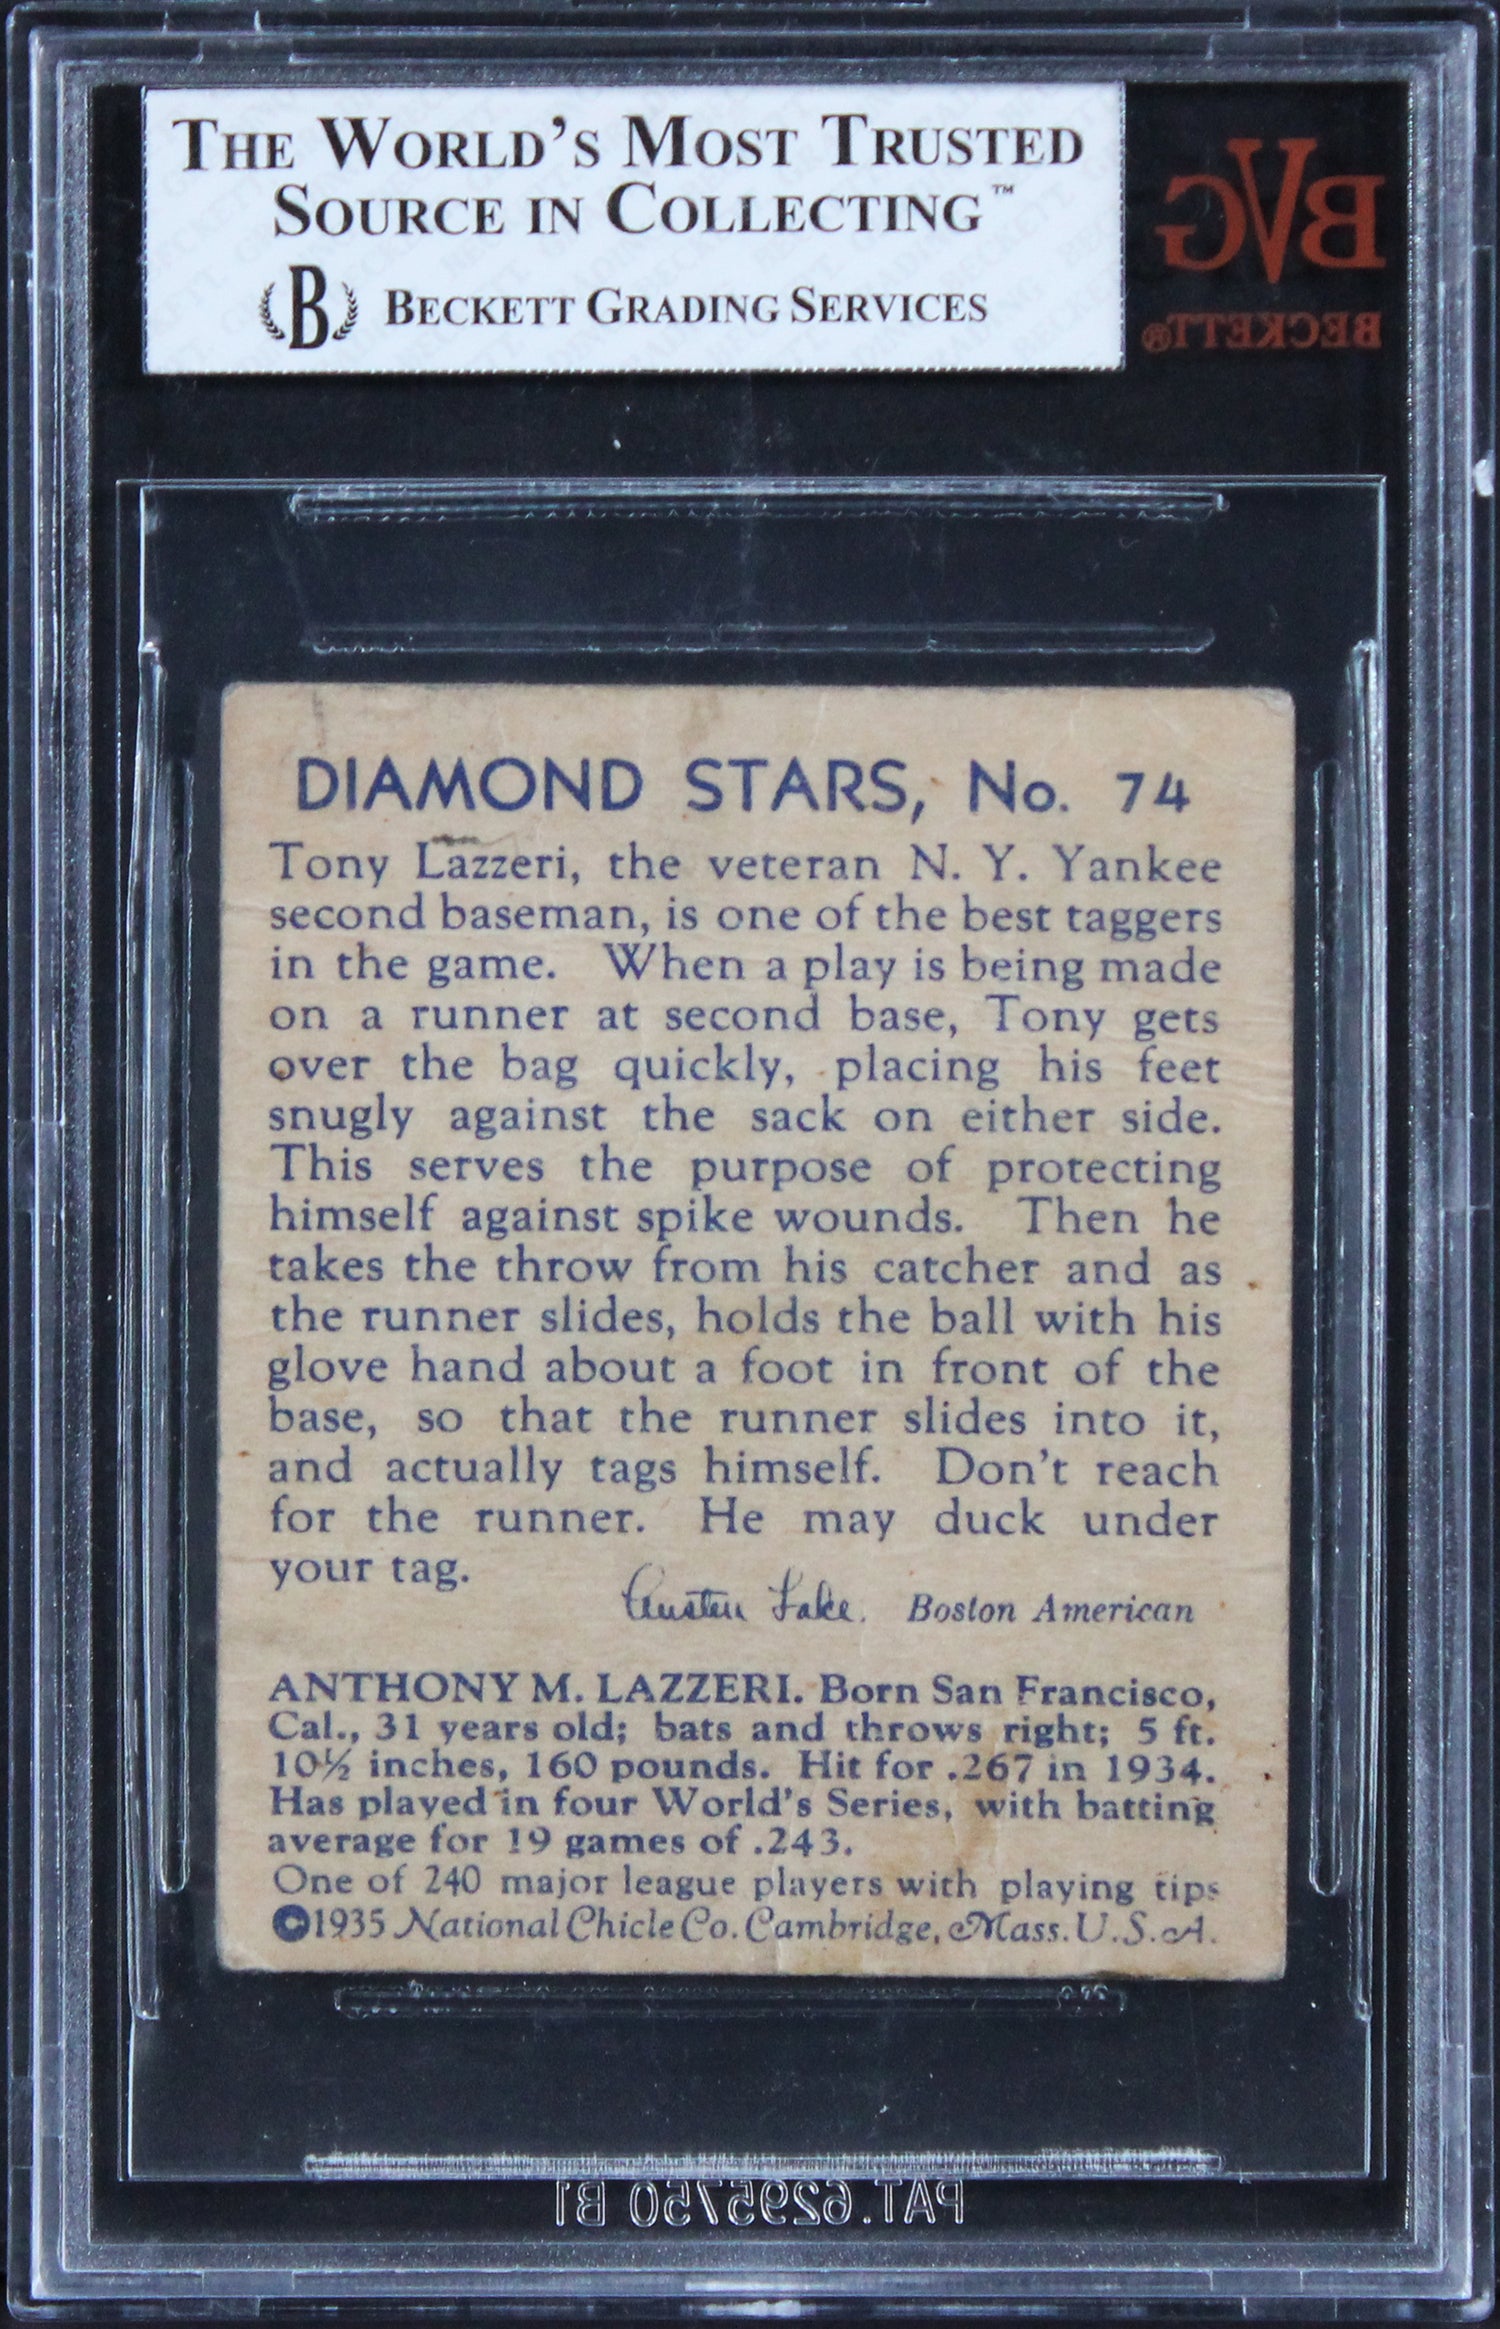 THE WORLD'S MOST TRUSTED
SOURCE IN COLLECTING™
B BECKETT GRADING SERVICES
BVG
BECKETT®
DIAMOND STARS, No. 74
Tony Lazzeri, the veteran N. Y. Yankee
second baseman, is one of the best taggers
in the game. When a play is being made
on a runner at second base, Tony gets
over the bag quickly, placing his feet
snugly against the sack on either side.
This serves the purpose of protecting
himself against spike wounds. Then he
takes the throw from his catcher and as
the runner slides, holds the ball with his
glove hand about a foot in front of the
base, so that the runner slides into it,
and actually tags himself. Don't reach
for the runner. He may duck under
your tag.
Austen Lake. Boston American
ANTHONY M. LAZZERI. Born San Francisco,
Cal., 31 years old; bats and throws right; 5 ft.
10½ inches, 160 pounds. Hit for .267 in 1934.
Has played in four World's Series, with batting
average for 19 games of .243.
One of 240 major league players with playing tips
©1935 National Chicle Co. Cambridge, Mass. U.S.A.
PAT. 6295750 B1